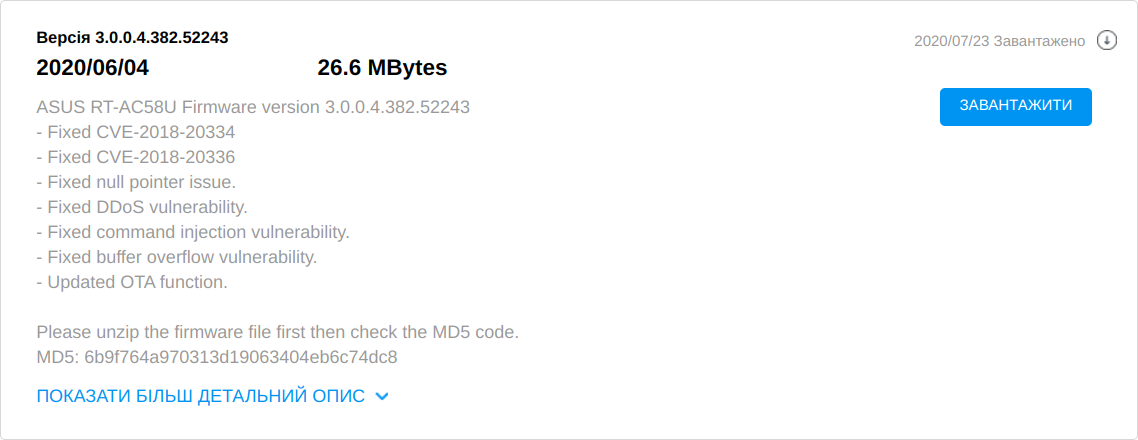 Версія 3.0.0.4.382.52243
2020/07/23 Завантажено
2020/06/04 26.6 MBytes
ASUS RT-AC58U Firmware version 3.0.0.4.382.52243
ЗАВАНТАЖИТИ
- Fixed CVE-2018-20334
- Fixed CVE-2018-20336
- Fixed null pointer issue.
- Fixed DDoS vulnerability.
- Fixed command injection vulnerability.
- Fixed buffer overflow vulnerability.
- Updated OTA function.
Please unzip the firmware file first then check the MD5 code.
MD5: 6b9f764a970313d19063404eb6c74dc8
ПОКАЗАТИ БІЛЬШ ДЕТАЛЬНИЙ ОПИС